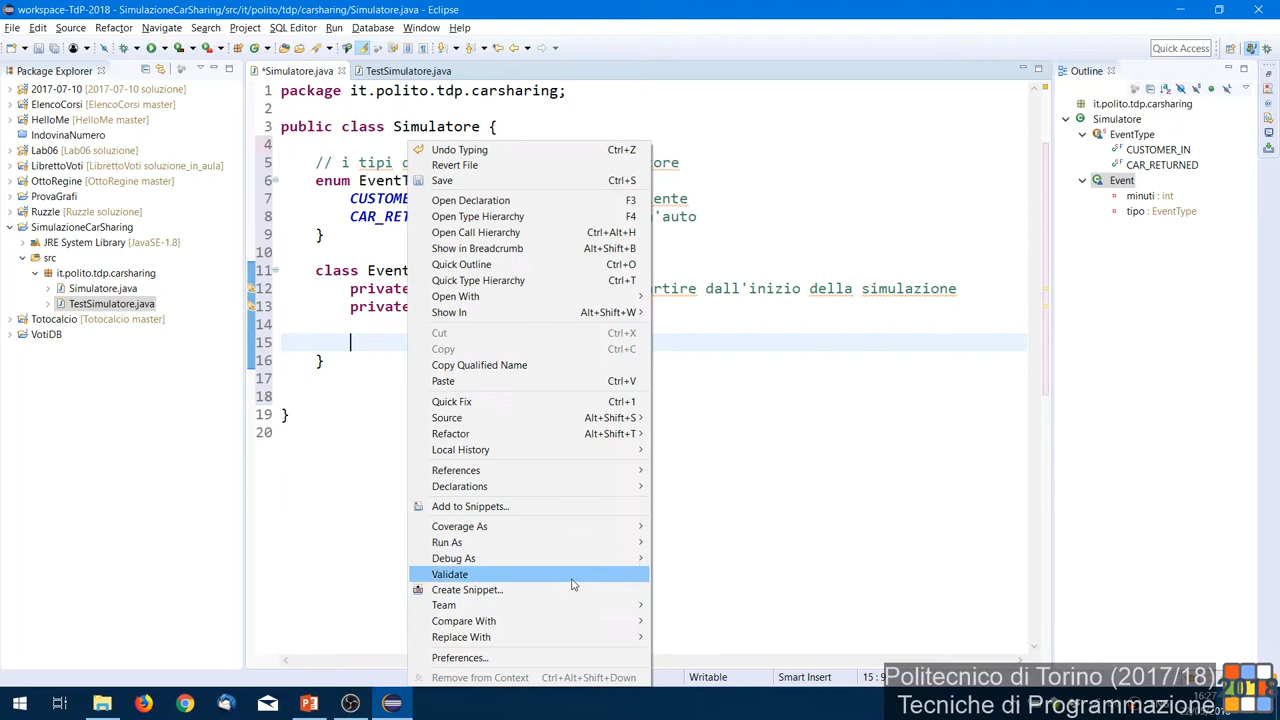 workspace-TdP-2018 - SimulazioneCarSharing/src/it/polito/tdp/carsharing/Simulatore.java - Eclipse
File Edit Source Refactor Navigate Search Project SQL Editor Run Database Window Help
Quick Access
Package Explorer
2017-07-10 [2017-07-10 soluzione]
ElencoCorsi [ElencoCorsi master]
HelloMe [HelloMe master]
IndovinaNumero
Lab06 [Lab06 soluzione]
LibrettoVoti [LibrettoVoti soluzione_in_aula]
OttoRegine [OttoRegine master]
ProvaGrafi
Ruzzle [Ruzzle soluzione]
SimulazioneCarSharing
JRE System Library [JavaSE-1.8]
src
it.polito.tdp.carsharing
Simulatore.java
TestSimulatore.java
Totocalcio [Totocalcio master]
VotiDB
*Simulatore.java TestSimulatore.java
1 package it.polito.tdp.carsharing;
2
3 public class Simulatore {
4
5 // i tipi
6 enum EventT
7 CUSTOME
8 CAR_RET l'auto
9 }
10
11 class Event
12 private partire dall'inizio della simulazione
13 private
14
15
16 }
17
18
19 }
20
Undo Typing Ctrl+Z
Revert File
Save Ctrl+S
Open Declaration F3
Open Type Hierarchy F4
Open Call Hierarchy Ctrl+Alt+H
Show in Breadcrumb Alt+Shift+B
Quick Outline Ctrl+O
Quick Type Hierarchy Ctrl+T
Open With
Show In Alt+Shift+W
Cut Ctrl+X
Copy Ctrl+C
Copy Qualified Name
Paste Ctrl+V
Quick Fix Ctrl+1
Source Alt+Shift+S
Refactor Alt+Shift+T
Local History
References
Declarations
Add to Snippets...
Coverage As
Run As
Debug As
Validate
Create Snippet...
Team
Compare With
Replace With
Preferences...
Remove from Context Ctrl+Alt+Shift+Down
Outline
it.polito.tdp.carsharing
Simulatore
EventType
CUSTOMER_IN
CAR_RETURNED
Event
minuti : int
tipo : EventType
Writable Smart Insert 15 : 9
Politecnico di Torino (2017/18)
Tecniche di Programmazione
2018
16:27